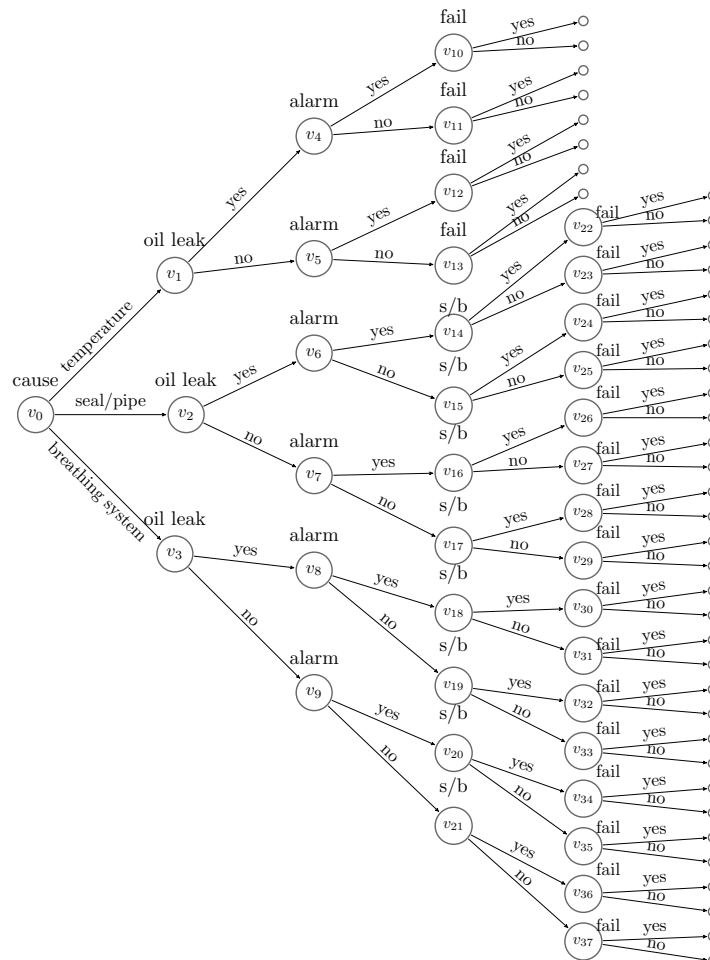 cause
v0
temperature
seal/pipe
breathing system
oil leak
v1
yes
no
oil leak
v2
yes
no
oil leak
v3
yes
no
alarm
v4
yes
no
alarm
v5
yes
no
alarm
v6
yes
no
alarm
v7
yes
no
alarm
v8
yes
no
alarm
v9
yes
no
fail
v10
yes
no
fail
v11
yes
no
fail
v12
yes
no
fail
v13
yes
no
s/b
v14
yes
no
s/b
v15
yes
no
s/b
v16
yes
no
s/b
v17
yes
no
s/b
v18
yes
no
s/b
v19
yes
no
s/b
v20
yes
no
s/b
v21
yes
no
fail
v22
yes
no
fail
v23
yes
no
fail
v24
yes
no
fail
v25
yes
no
fail
v26
yes
no
fail
v27
yes
no
fail
v28
yes
no
fail
v29
yes
no
fail
v30
yes
no
fail
v31
yes
no
fail
v32
yes
no
fail
v33
yes
no
fail
v34
yes
no
fail
v35
yes
no
fail
v36
yes
no
fail
v37
yes
no